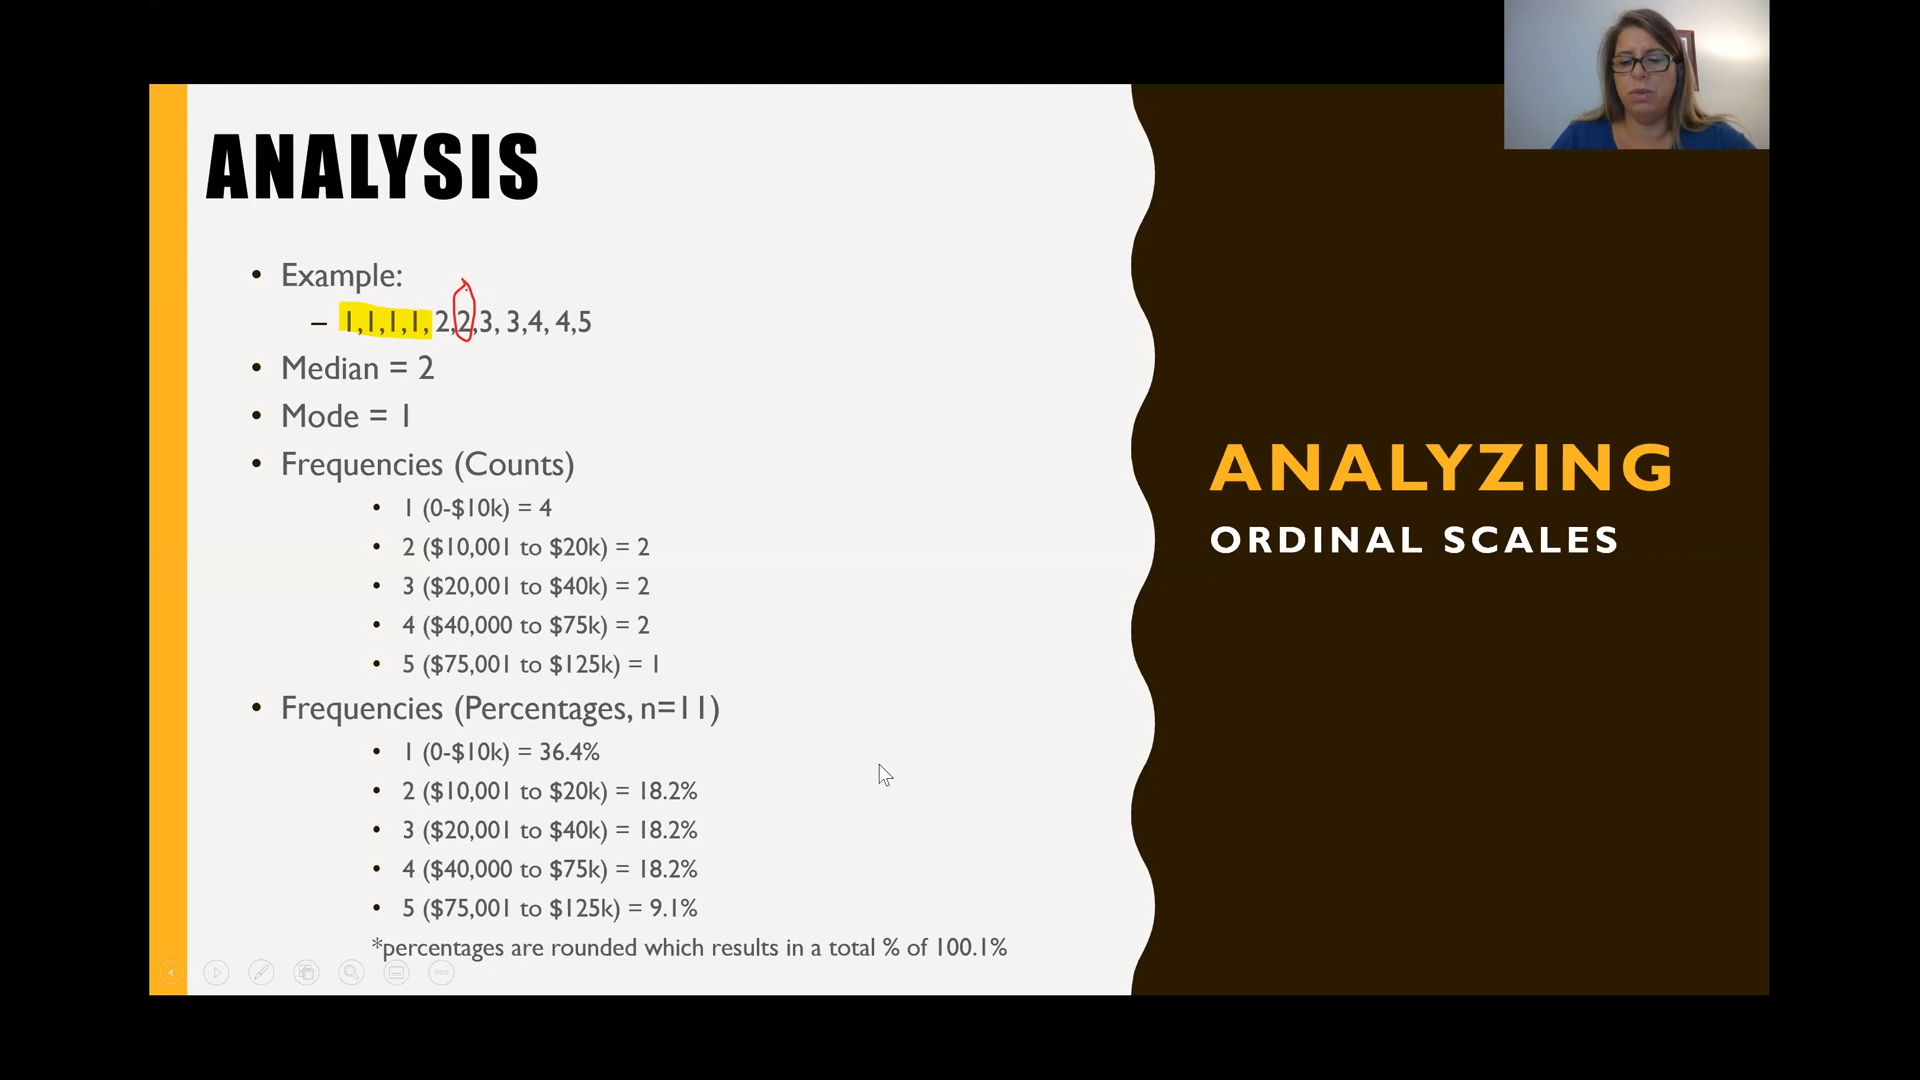 ANALYSIS
• Example:
– 1,1,1,1, 2,2,3, 3,4, 4,5
• Median = 2
• Mode = 1
• Frequencies (Counts)
• 1 (0-$10k) = 4
• 2 ($10,001 to $20k) = 2
• 3 ($20,001 to $40k) = 2
• 4 ($40,000 to $75k) = 2
• 5 ($75,001 to $125k) = 1
• Frequencies (Percentages, n=11)
• 1 (0-$10k) = 36.4%
• 2 ($10,001 to $20k) = 18.2%
• 3 ($20,001 to $40k) = 18.2%
• 4 ($40,000 to $75k) = 18.2%
• 5 ($75,001 to $125k) = 9.1%
*percentages are rounded which results in a total % of 100.1%
ANALYZING
ORDINAL SCALES